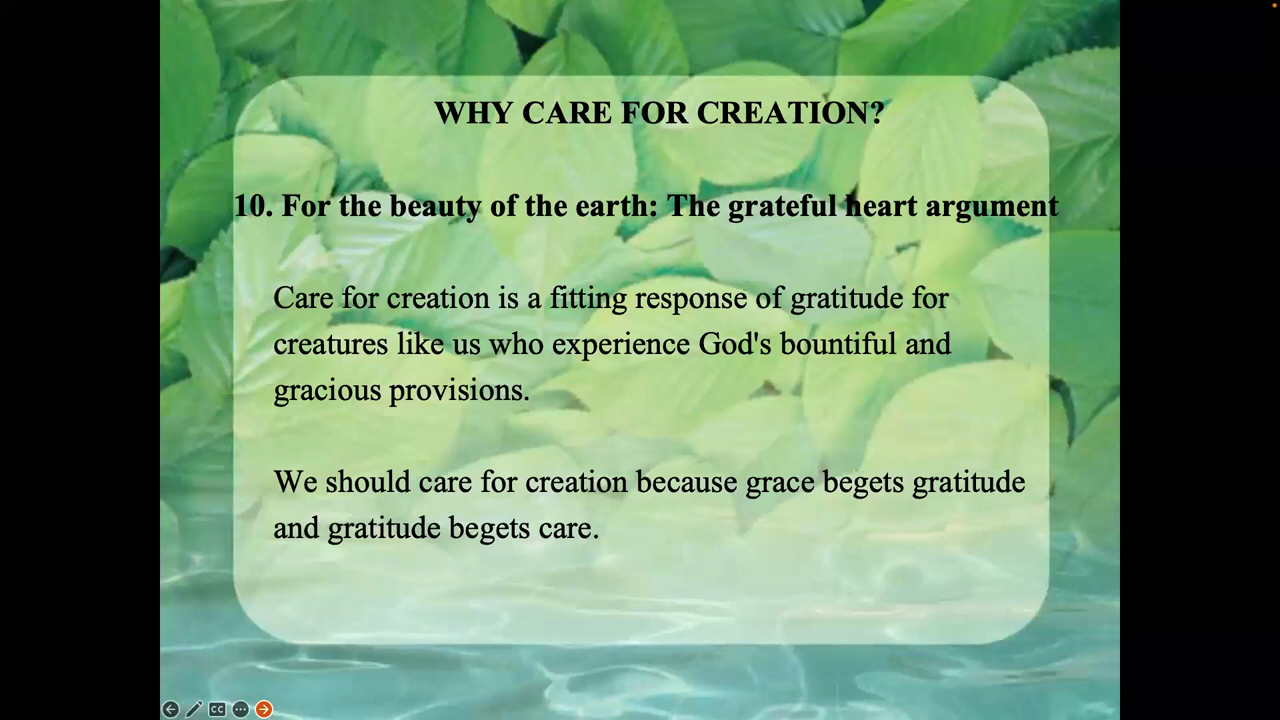 WHY CARE FOR CREATION?
10. For the beauty of the earth: The grateful heart argument
Care for creation is a fitting response of gratitude for
creatures like us who experience God's bountiful and
gracious provisions.
We should care for creation because grace begets gratitude
and gratitude begets care.
CC